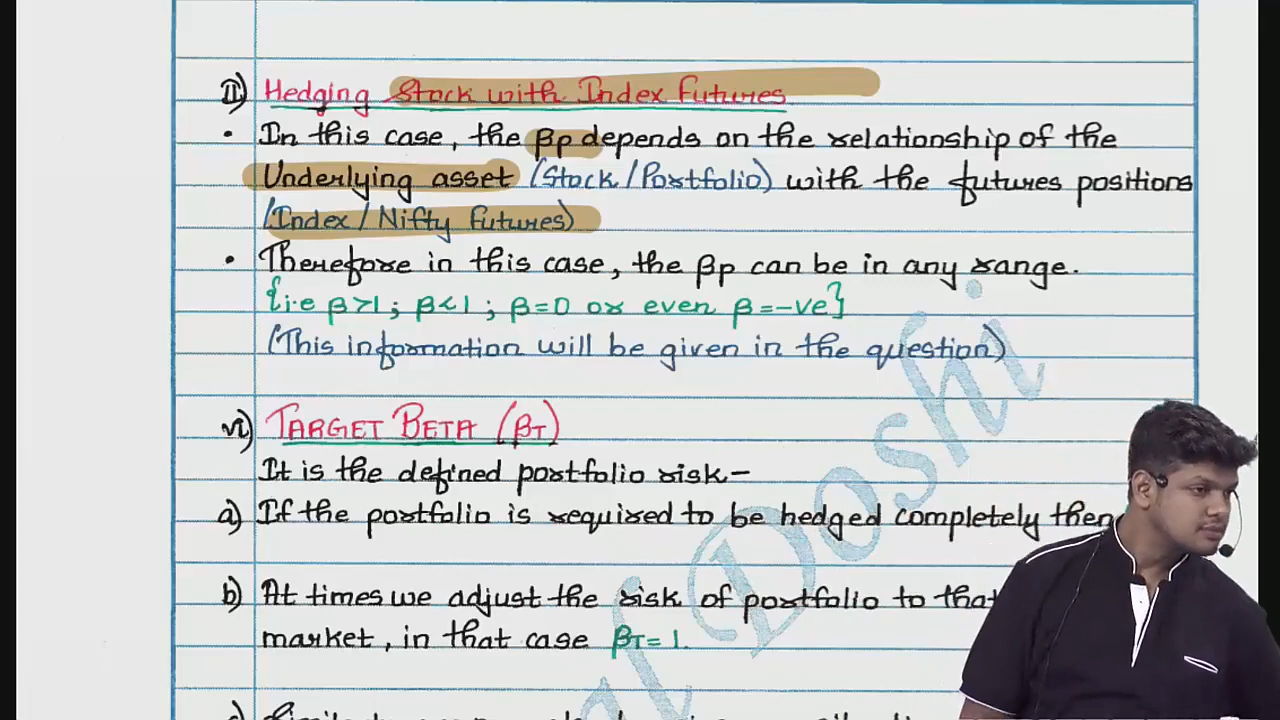 II) Hedging Stock with Index Futures
• In this case, the βp depends on the relationship of the
Underlying asset (Stock/Portfolio) with the futures positions
(Index/Nifty futures)
• Therefore in this case, the βp can be in any range.
{i.e β>1; β<1; β=0 or even β=-ve}
(This information will be given in the question)
vi) TARGET BETA (βT)
It is the defined portfolio risk-
a) If the portfolio is required to be hedged completely then
b) At times we adjust the risk of portfolio to that
market, in that case βT=1.
Doshi